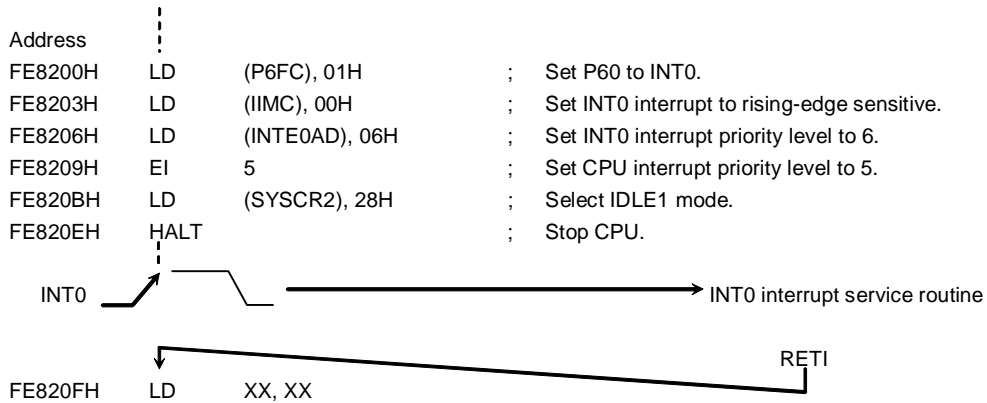 Address
FE8200H LD (P6FC), 01H ; Set P60 to INT0.
FE8203H LD (IIMC), 00H ; Set INT0 interrupt to rising-edge sensitive.
FE8206H LD (INTE0AD), 06H ; Set INT0 interrupt priority level to 6.
FE8209H EI 5 ; Set CPU interrupt priority level to 5.
FE820BH LD (SYSCR2), 28H ; Select IDLE1 mode.
FE820EH HALT ; Stop CPU.
INT0 INT0 interrupt service routine
RETI
FE820FH LD XX, XX